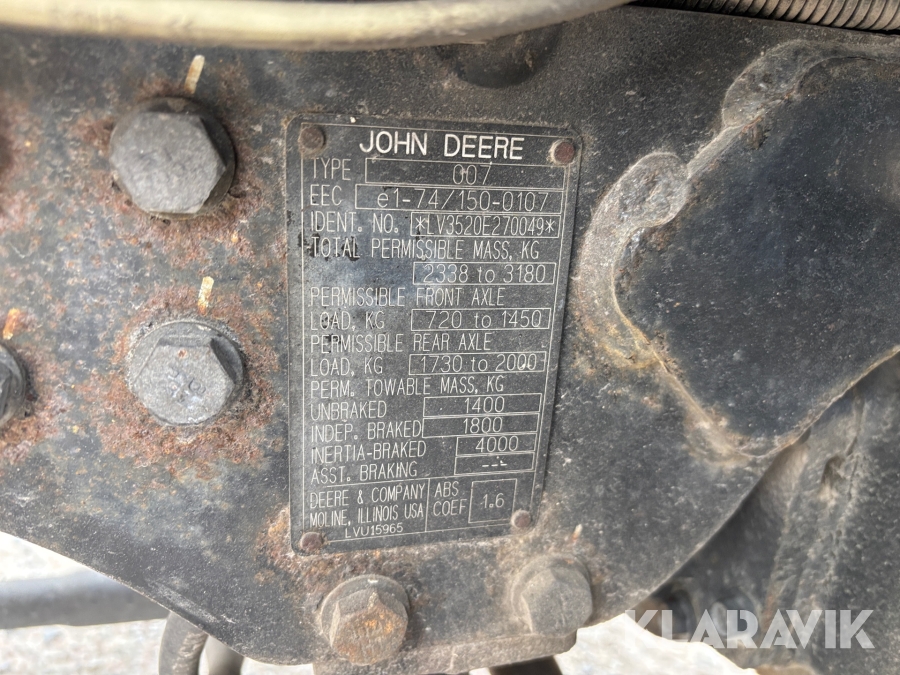 JOHN DEERE
TYPE 007
EEC e1-74/150-0107
IDENT. NO. *LV3520E270049*
TOTAL PERMISSIBLE MASS, KG
2338 to 3180
PERMISSIBLE FRONT AXLE
LOAD, KG 720 to 1450
PERMISSIBLE REAR AXLE
LOAD, KG 1730 to 2000
PERM. TOWABLE MASS, KG
UNBRAKED 1400
INDEP. BRAKED 1800
INERTIA-BRAKED 4000
ASST. BRAKING ---
DEERE & COMPANY ABS
MOLINE, ILLINOIS USA COEF 1.6
LVU15965
KLARAVIK